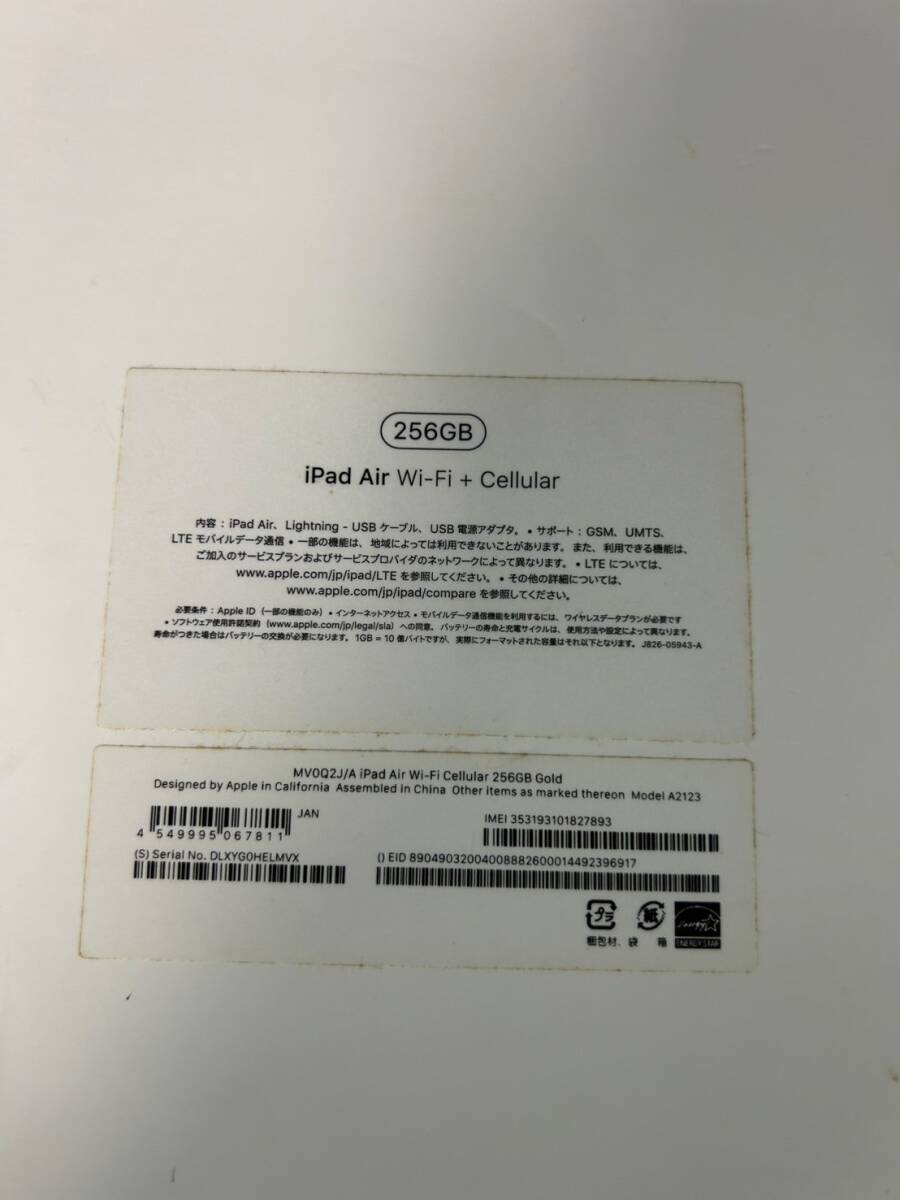 256GB
iPad Air Wi-Fi + Cellular
内容：iPad Air、Lightning - USB ケーブル、USB 電源アダプタ。• サポート：GSM、UMTS、
LTE モバイルデータ通信 • 一部の機能は、地域によっては利用できないことがあります。また、利用できる機能は、
ご加入のサービスプランおよびサービスプロバイダのネットワークによって異なります。• LTE については、
www.apple.com/jp/ipad/LTE を参照してください。• その他の詳細については、
www.apple.com/jp/ipad/compare を参照してください。
必要条件：Apple ID（一部の機能のみ）• インターネットアクセス • モバイルデータ通信機能を利用するには、ワイヤレスデータプランが必要です
• ソフトウェア使用許諾契約（www.apple.com/jp/legal/sla）への同意。バッテリーの寿命と充電サイクルは、使用方法や設定によって異なります。
寿命がつきた場合はバッテリーの交換が必要になります。1GB = 10 億バイトですが、実際にフォーマットされた容量はそれ以下となります。J826-05943-A
MV0Q2J/A iPad Air Wi-Fi Cellular 256GB Gold
Designed by Apple in California Assembled in China Other items as marked thereon Model A2123
JAN
4 549995 067811
IMEI 353193101827893
(S) Serial No. DLXYG0HELMVX
() EID 89049032004008882600014492396917
プラ 紙 energy
梱包材、袋 箱 ENERGY STAR